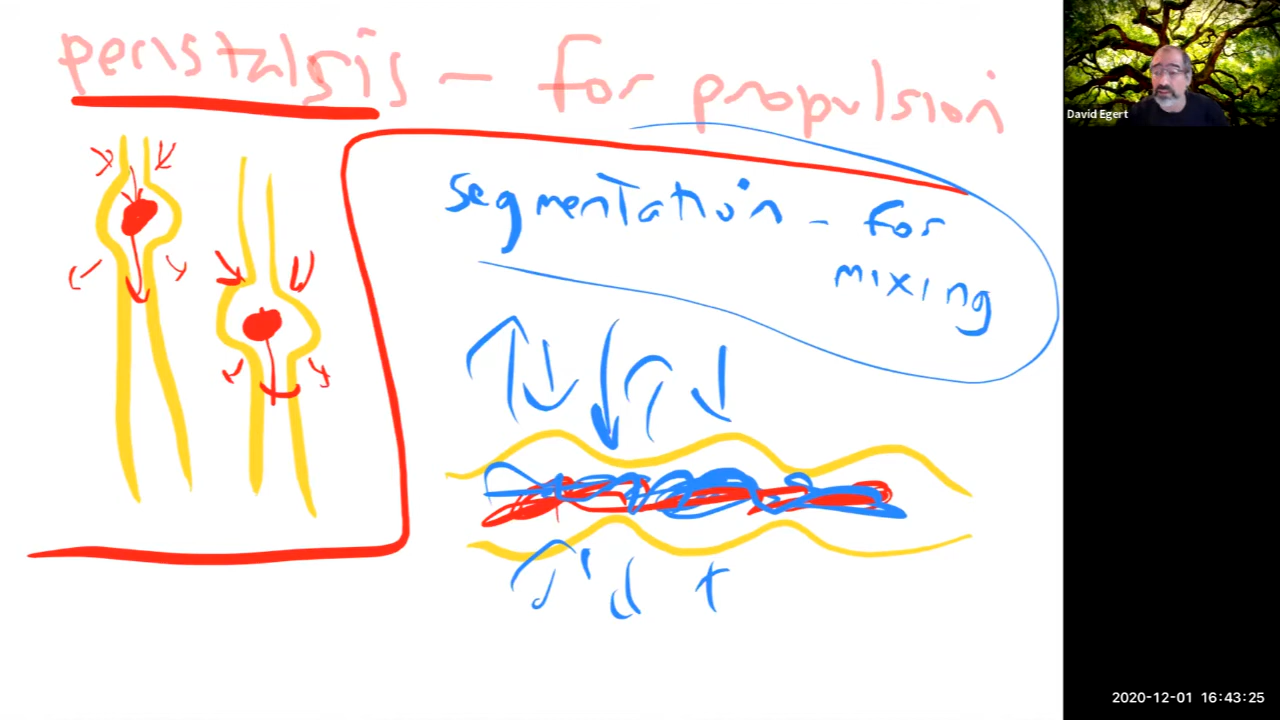 peristalsis - for propulsion
segmentation - for
mixing
David Egert
2020-12-01 16:43:25